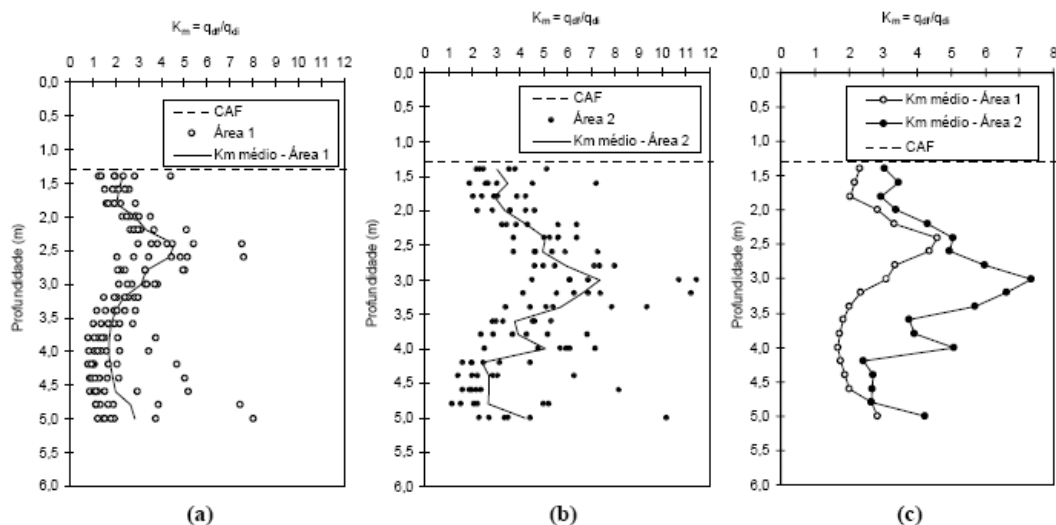 K_m = q_df/q_di
0 1 2 3 4 5 6 7 8 9 10 11 12
0,0
0,5
1,0
1,5
2,0
2,5
3,0
3,5
4,0
4,5
5,0
5,5
6,0
Profundidade (m)
CAF
Área 1
Km médio - Área 1
(a)
K_m = q_df/q_di
0 1 2 3 4 5 6 7 8 9 10 11 12
0,0
0,5
1,0
1,5
2,0
2,5
3,0
3,5
4,0
4,5
5,0
5,5
6,0
Profundidade (m)
CAF
Área 2
Km médio - Área 2
(b)
K_m = q_df/q_di
0 1 2 3 4 5 6 7 8
0,0
0,5
1,0
1,5
2,0
2,5
3,0
3,5
4,0
4,5
5,0
5,5
6,0
Profundidade (m)
Km médio - Área 1
Km médio - Área 2
CAF
(c)